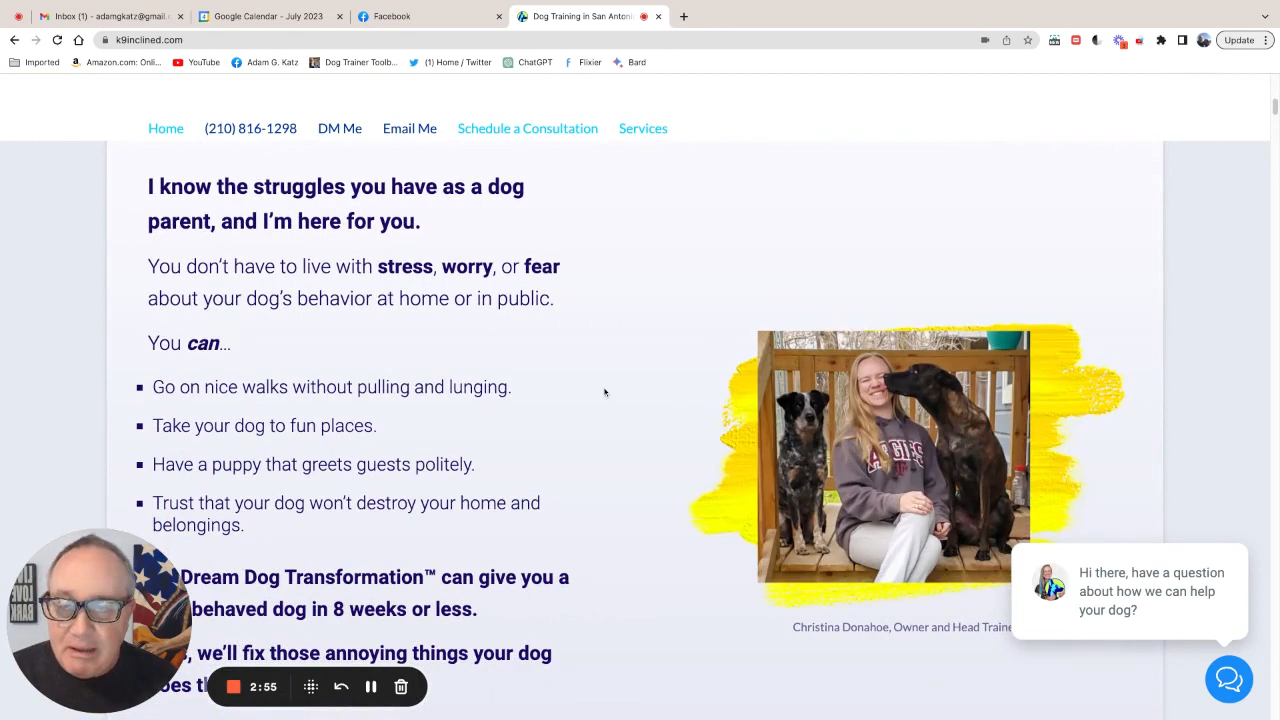 Inbox (1) - adamgkatz@gmail.c
Google Calendar - July 2023
Facebook
Dog Training in San Antoni
k9inclined.com
Update
Imported
Amazon.com: Onli...
YouTube
Adam G. Katz
Dog Trainer Toolb...
(1) Home / Twitter
ChatGPT
Flixier
Bard
Home
(210) 816-1298
DM Me
Email Me
Schedule a Consultation
Services
I know the struggles you have as a dog
parent, and I'm here for you.
You don't have to live with stress, worry, or fear
about your dog's behavior at home or in public.
You can...
Go on nice walks without pulling and lunging.
Take your dog to fun places.
Have a puppy that greets guests politely.
Trust that your dog won't destroy your home and
belongings.
Dream Dog Transformation™ can give you a
behaved dog in 8 weeks or less.
we'll fix those annoying things your dog
AGGIES
Christina Donahoe, Owner and Head Traine
Hi there, have a question
about how we can help
your dog?
LOVE
BARK
2:55